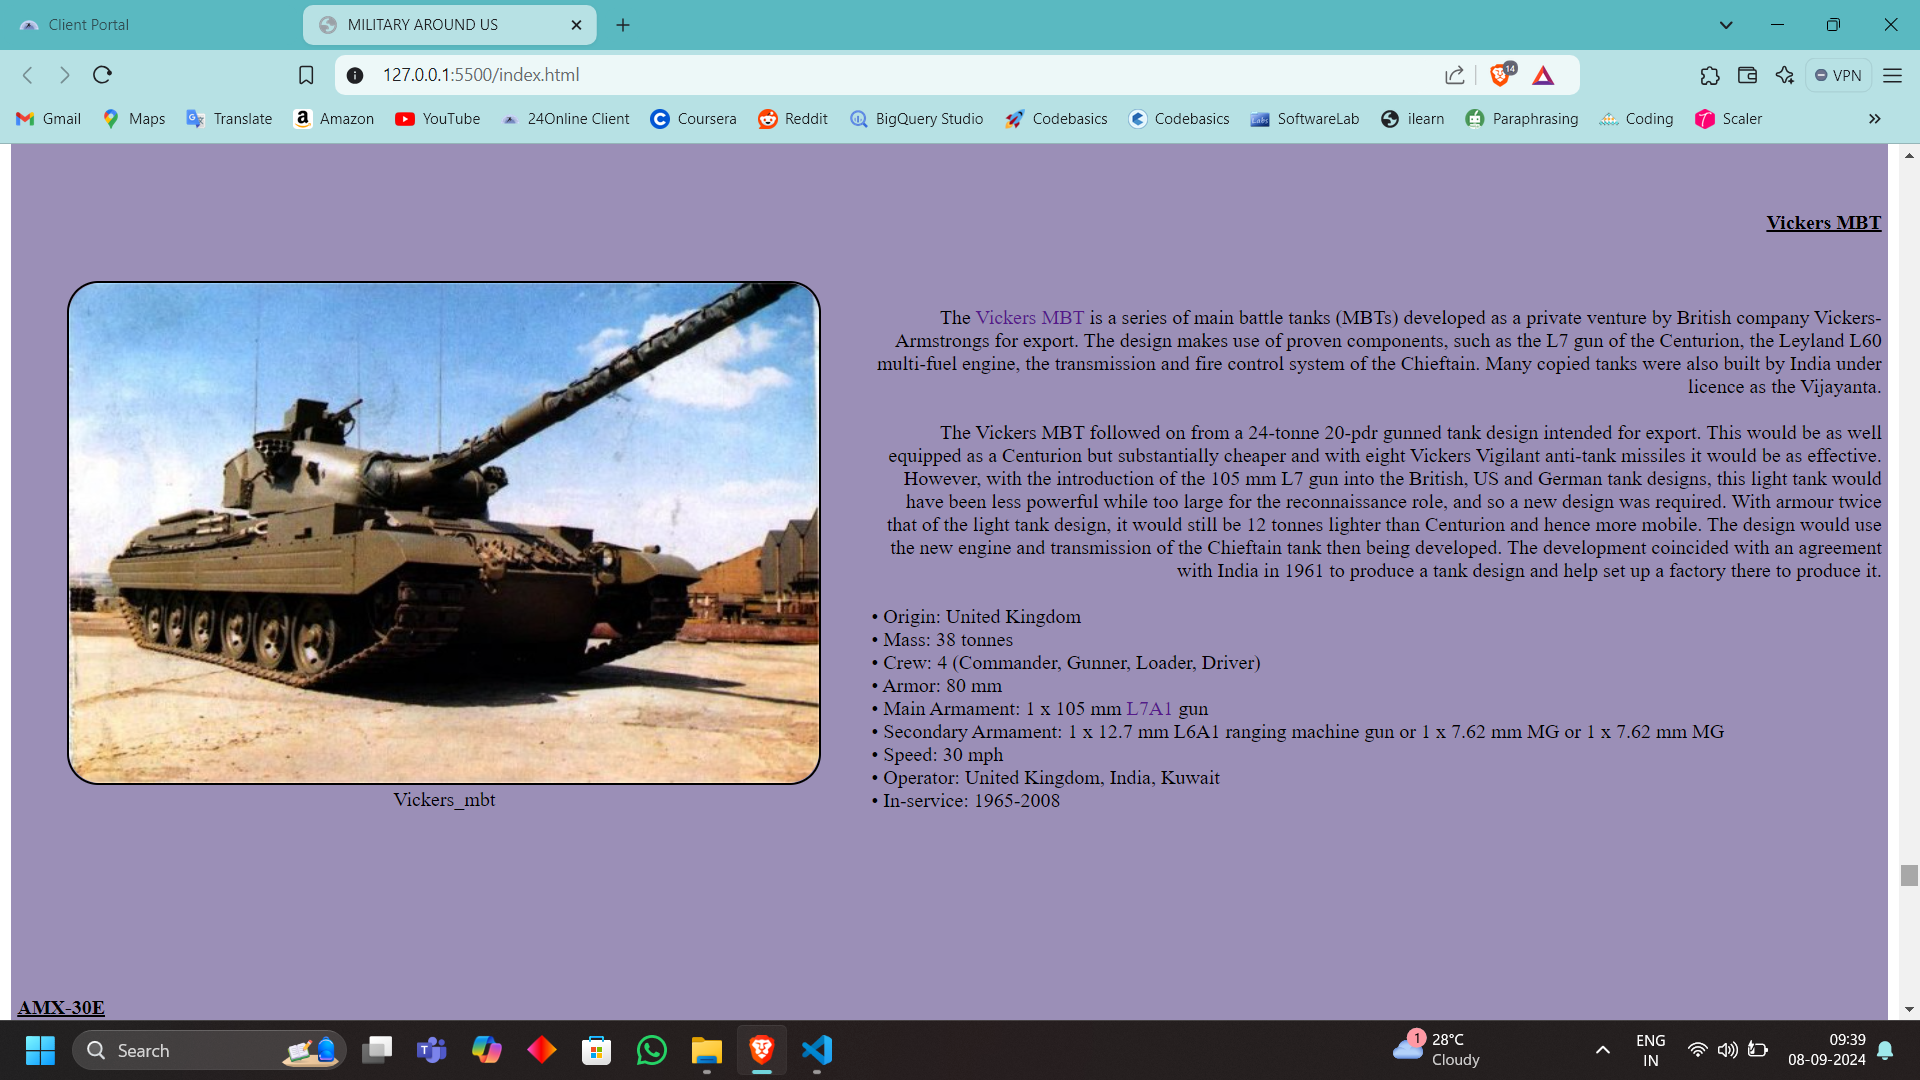 Client Portal
MILITARY AROUND US
127.0.0.1:5500/index.html
14
VPN
Gmail
Maps
Translate
Amazon
YouTube
24Online Client
Coursera
Reddit
BigQuery Studio
Codebasics
Codebasics
SoftwareLab
ilearn
Paraphrasing
Coding
Scaler
Vickers MBT
The Vickers MBT is a series of main battle tanks (MBTs) developed as a private venture by British company Vickers-
Armstrongs for export. The design makes use of proven components, such as the L7 gun of the Centurion, the Leyland L60
multi-fuel engine, the transmission and fire control system of the Chieftain. Many copied tanks were also built by India under
licence as the Vijayanta.
The Vickers MBT followed on from a 24-tonne 20-pdr gunned tank design intended for export. This would be as well
equipped as a Centurion but substantially cheaper and with eight Vickers Vigilant anti-tank missiles it would be as effective.
However, with the introduction of the 105 mm L7 gun into the British, US and German tank designs, this light tank would
have been less powerful while too large for the reconnaissance role, and so a new design was required. With armour twice
that of the light tank design, it would still be 12 tonnes lighter than Centurion and hence more mobile. The design would use
the new engine and transmission of the Chieftain tank then being developed. The development coincided with an agreement
with India in 1961 to produce a tank design and help set up a factory there to produce it.
• Origin: United Kingdom
• Mass: 38 tonnes
• Crew: 4 (Commander, Gunner, Loader, Driver)
• Armor: 80 mm
• Main Armament: 1 x 105 mm L7A1 gun
• Secondary Armament: 1 x 12.7 mm L6A1 ranging machine gun or 1 x 7.62 mm MG or 1 x 7.62 mm MG
• Speed: 30 mph
• Operator: United Kingdom, India, Kuwait
• In-service: 1965-2008
Vickers_mbt
AMX-30E
Search
1
28°C
Cloudy
ENG
IN
09:39
08-09-2024